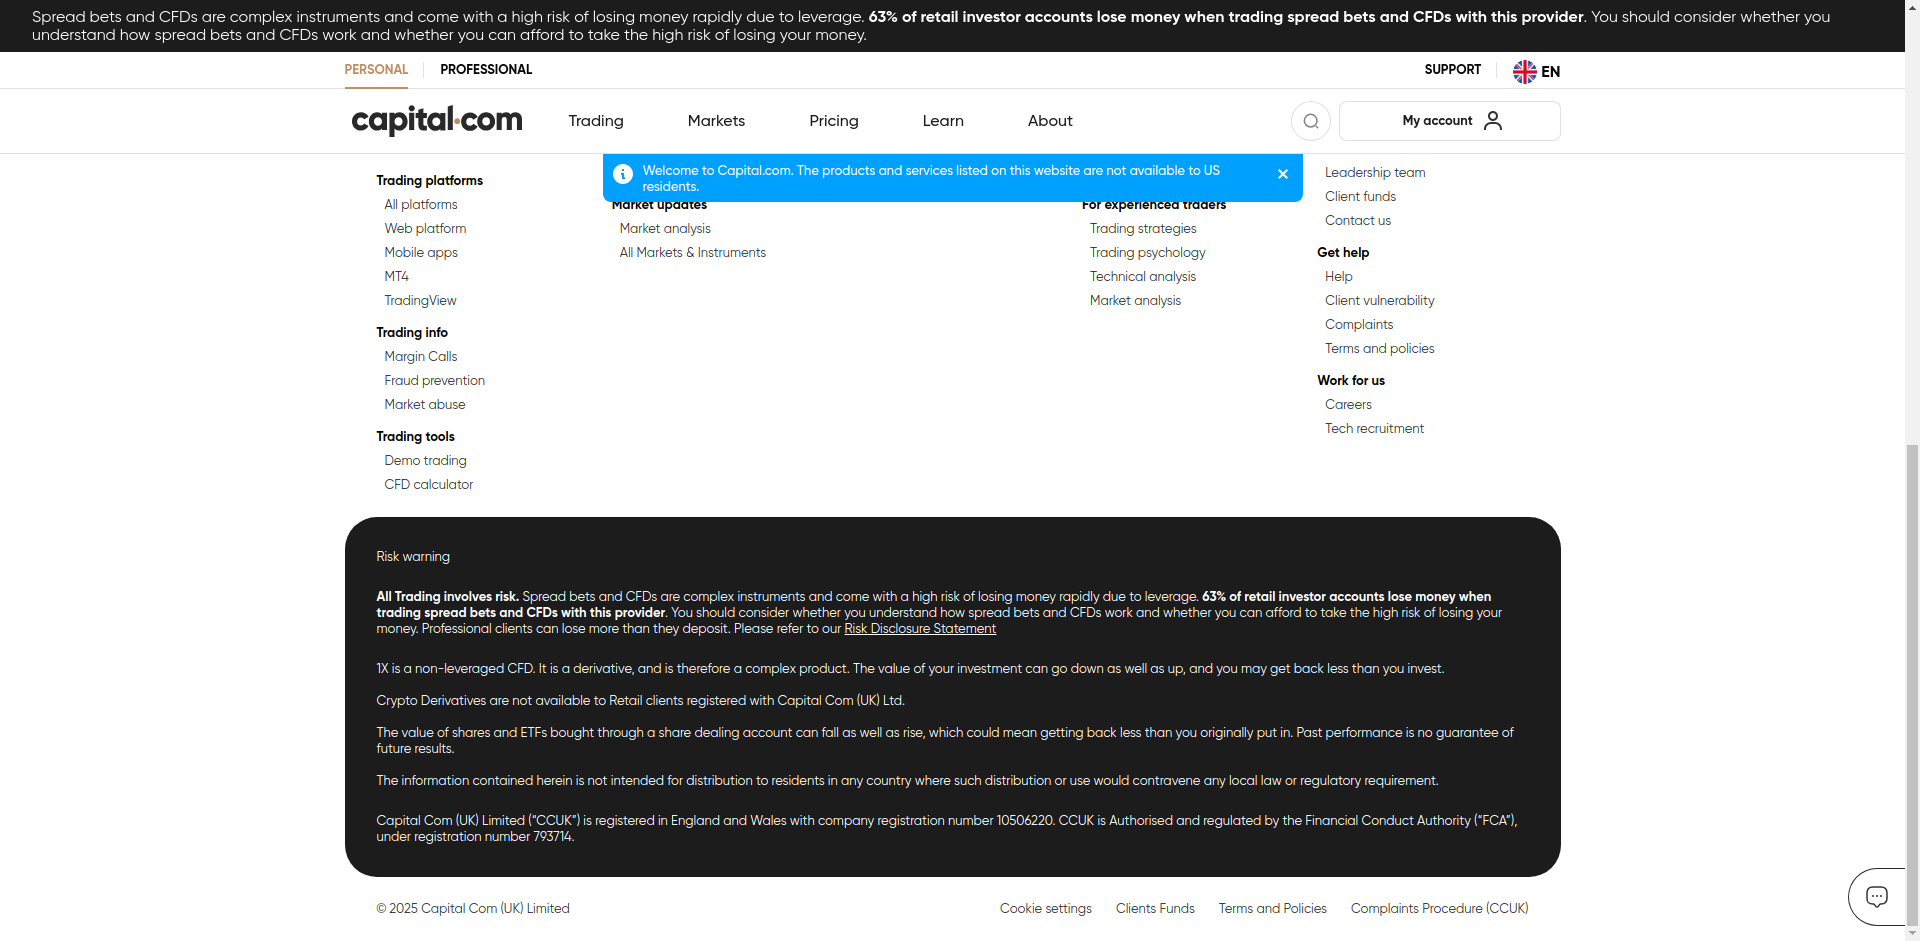 Spread bets and CFDs are complex instruments and come with a high risk of losing money rapidly due to leverage. 63% of retail investor accounts lose money when trading spread bets and CFDs with this provider. You should consider whether you
understand how spread bets and CFDs work and whether you can afford to take the high risk of losing your money.
PERSONAL
PROFESSIONAL
SUPPORT
EN
capital.com
Trading
Markets
Pricing
Learn
About
My account
Welcome to Capital.com. The products and services listed on this website are not available to US
residents.
Trading platforms
All platforms
Web platform
Mobile apps
MT4
TradingView
Trading info
Margin Calls
Fraud prevention
Market abuse
Trading tools
Demo trading
CFD calculator
Market updates
Market analysis
All Markets & Instruments
For experienced traders
Trading strategies
Trading psychology
Technical analysis
Market analysis
Leadership team
Client funds
Contact us
Get help
Help
Client vulnerability
Complaints
Terms and policies
Work for us
Careers
Tech recruitment
Risk warning
All Trading involves risk. Spread bets and CFDs are complex instruments and come with a high risk of losing money rapidly due to leverage. 63% of retail investor accounts lose money when
trading spread bets and CFDs with this provider. You should consider whether you understand how spread bets and CFDs work and whether you can afford to take the high risk of losing your
money. Professional clients can lose more than they deposit. Please refer to our Risk Disclosure Statement
1X is a non-leveraged CFD. It is a derivative, and is therefore a complex product. The value of your investment can go down as well as up, and you may get back less than you invest.
Crypto Derivatives are not available to Retail clients registered with Capital Com (UK) Ltd.
The value of shares and ETFs bought through a share dealing account can fall as well as rise, which could mean getting back less than you originally put in. Past performance is no guarantee of
future results.
The information contained herein is not intended for distribution to residents in any country where such distribution or use would contravene any local law or regulatory requirement.
Capital Com (UK) Limited (“CCUK”) is registered in England and Wales with company registration number 10506220. CCUK is Authorised and regulated by the Financial Conduct Authority (“FCA”),
under registration number 793714.
© 2025 Capital Com (UK) Limited
Cookie settings
Clients Funds
Terms and Policies
Complaints Procedure (CCUK)